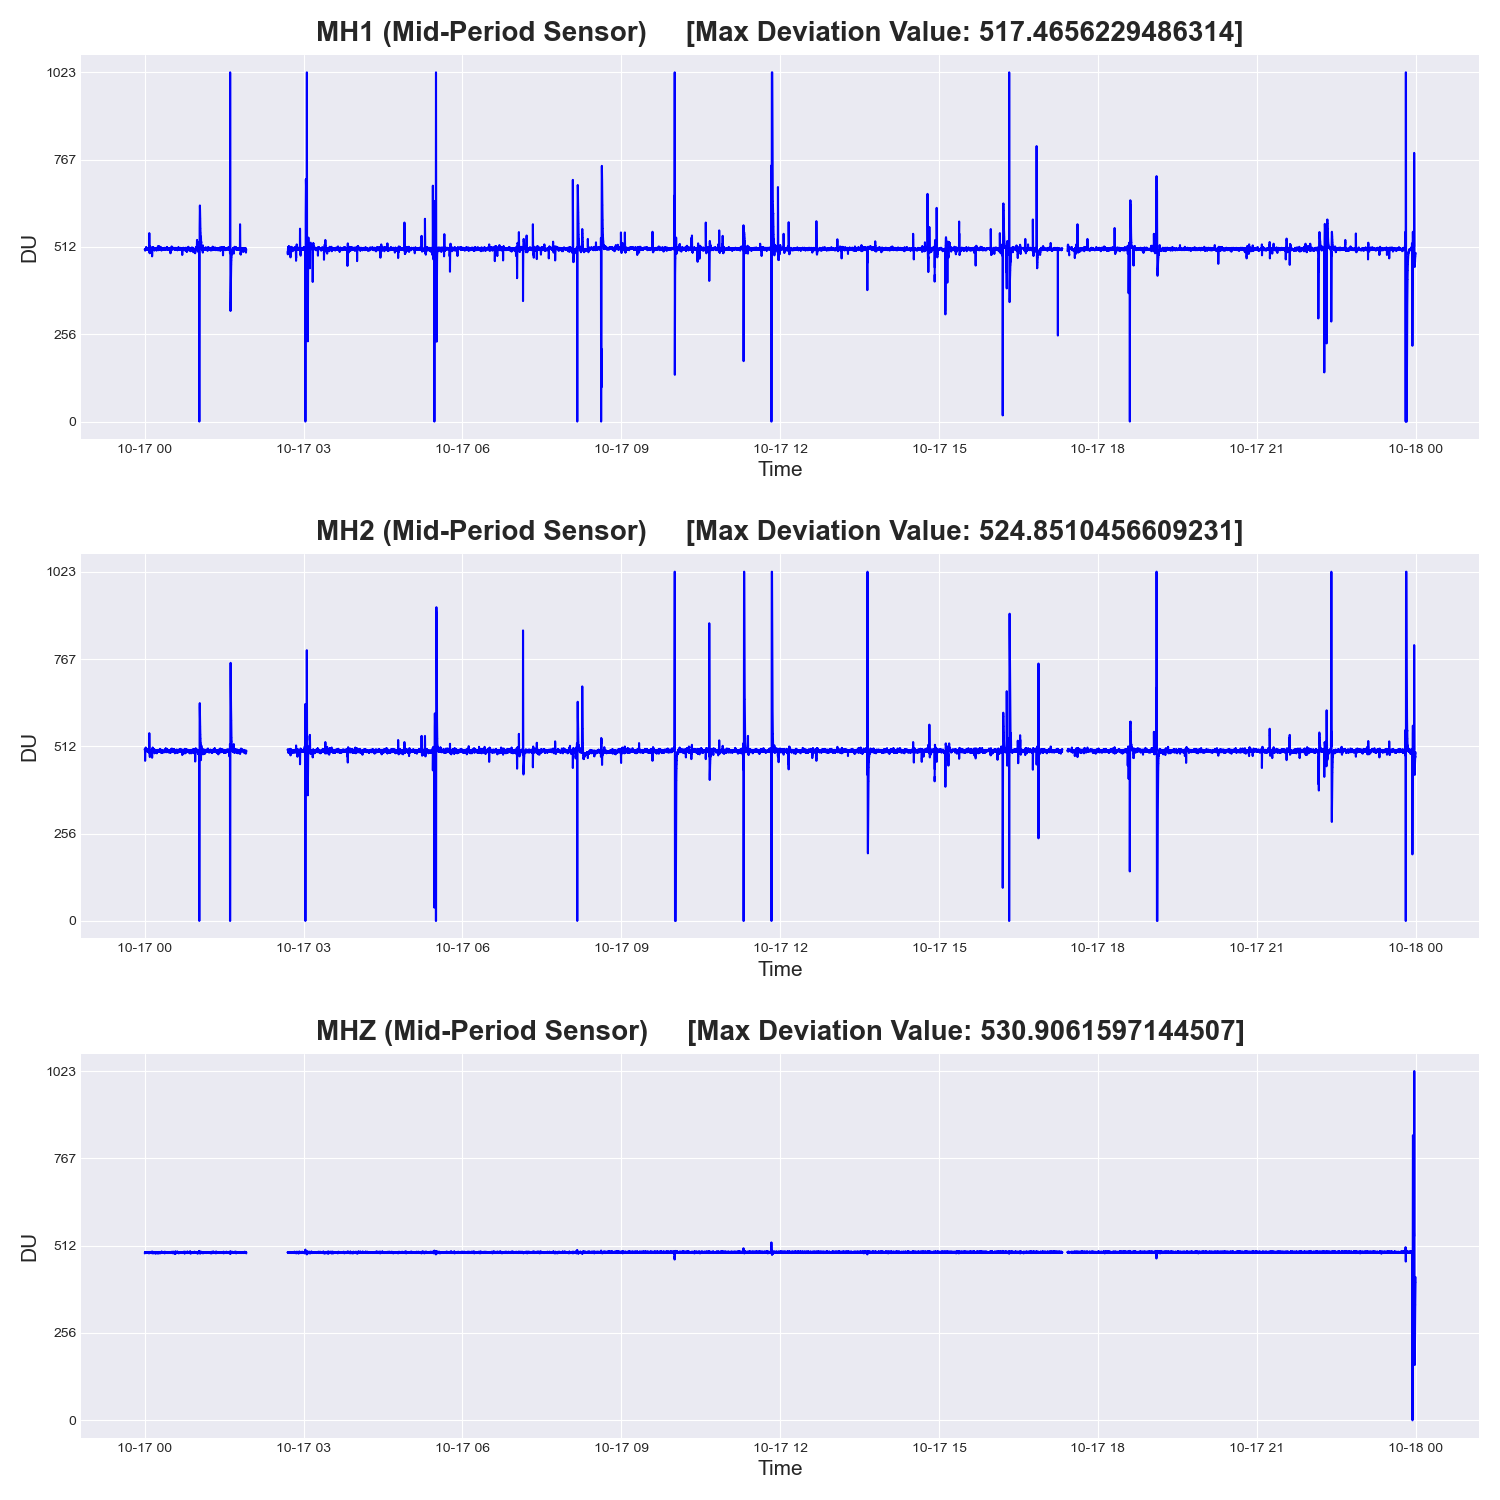 MH1 (Mid-Period Sensor) [Max Deviation Value: 517.4656229486314]
1023
767
512
256
0
DU
10-17 00 10-17 03 10-17 06 10-17 09 10-17 12 10-17 15 10-17 18 10-17 21 10-18 00
Time
MH2 (Mid-Period Sensor) [Max Deviation Value: 524.8510456609231]
1023
767
512
256
0
DU
10-17 00 10-17 03 10-17 06 10-17 09 10-17 12 10-17 15 10-17 18 10-17 21 10-18 00
Time
MHZ (Mid-Period Sensor) [Max Deviation Value: 530.9061597144507]
1023
767
512
256
0
DU
10-17 00 10-17 03 10-17 06 10-17 09 10-17 12 10-17 15 10-17 18 10-17 21 10-18 00
Time